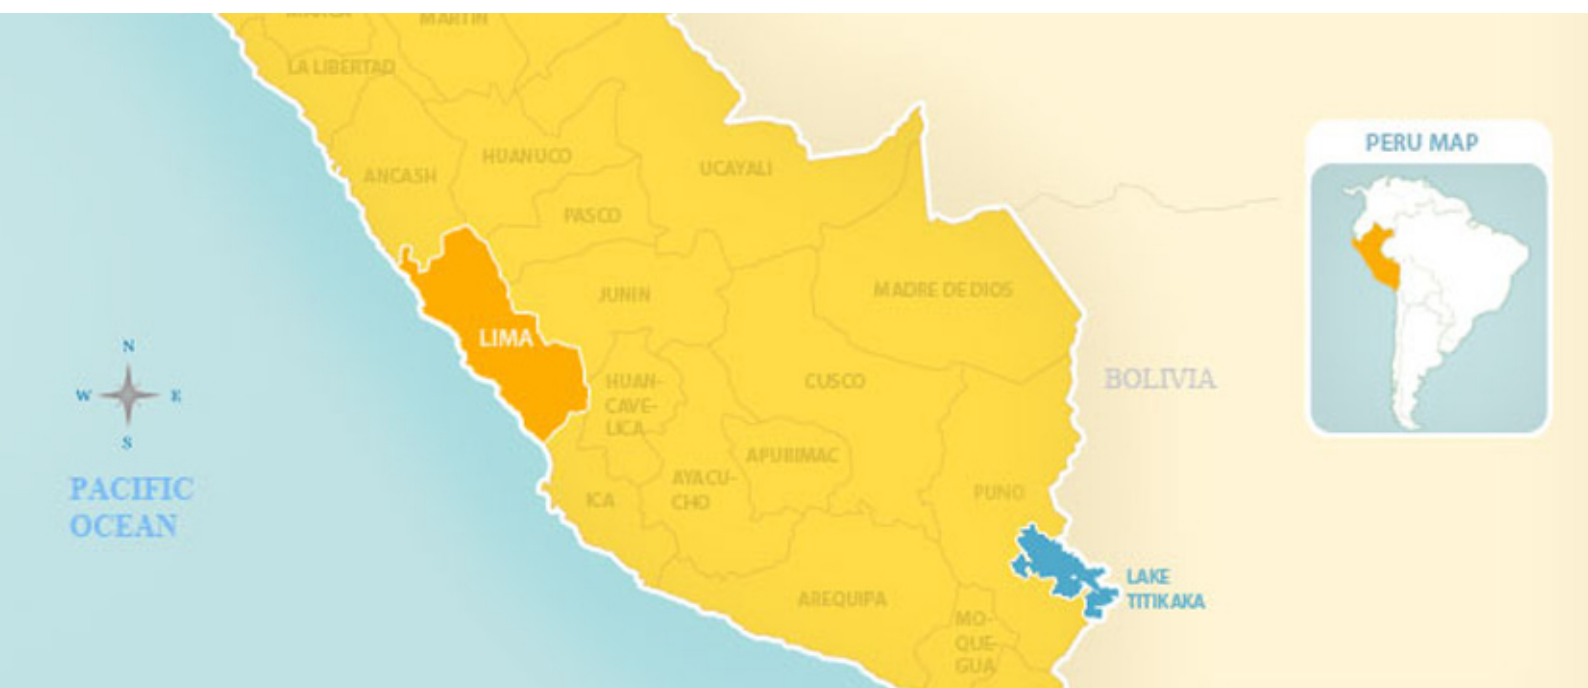 MARTIN
LA LIBERTAD
HUANUCO
ANCASH
UCAYALI
PASCO
JUNIN
MADRE DE DIOS
LIMA
HUAN-
CAVE-
LICA
CUSCO
APURIMAC
AYACU-
CHO
ICA
PUNO
AREQUIPA
MO-
QUE-
GUA
BOLIVIA
LAKE
TITIKAKA
N
W E
S
PACIFIC
OCEAN
PERU MAP